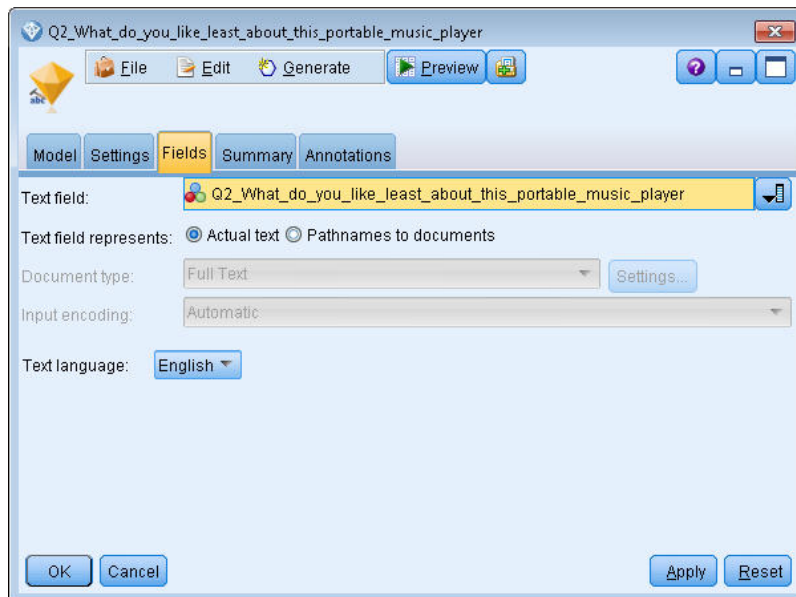 Q2_What_do_you_like_least_about_this_portable_music_player
File Edit Generate Preview ?
abc
Model Settings Fields Summary Annotations
Text field: Q2_What_do_you_like_least_about_this_portable_music_player
Text field represents: Actual text Pathnames to documents
Document type: Full Text Settings...
Input encoding: Automatic
Text language: English
OK Cancel Apply Reset